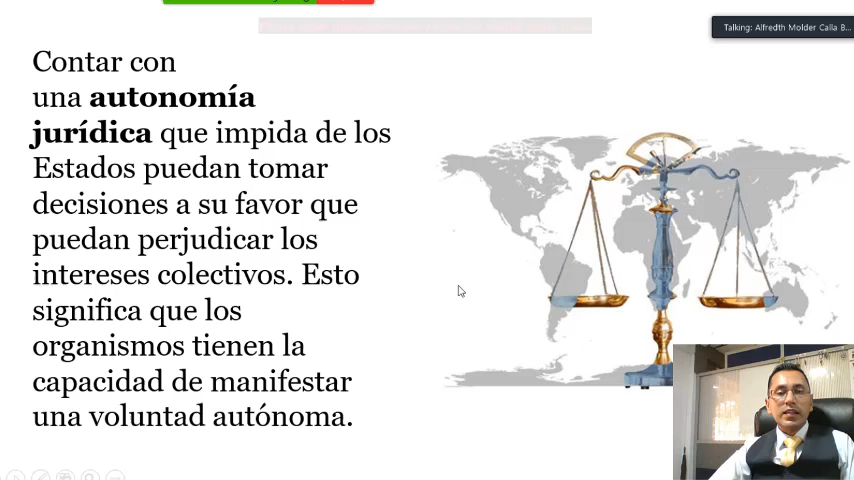 Talking: Alfredth Molder Calla B...
Contar con
una autonomía
jurídica que impida de los
Estados puedan tomar
decisiones a su favor que
puedan perjudicar los
intereses colectivos. Esto
significa que los
organismos tienen la
capacidad de manifestar
una voluntad autónoma.